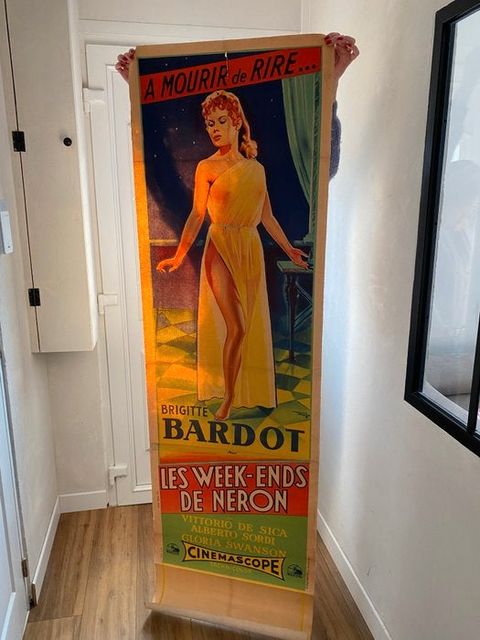 A MOURIR de RIRE...
BRIGITTE
BARDOT
LES WEEK-ENDS
DE NERON
VITTORIO DE SICA
ALBERTO SORDI
GLORIA SWANSON
CINEMASCOPE